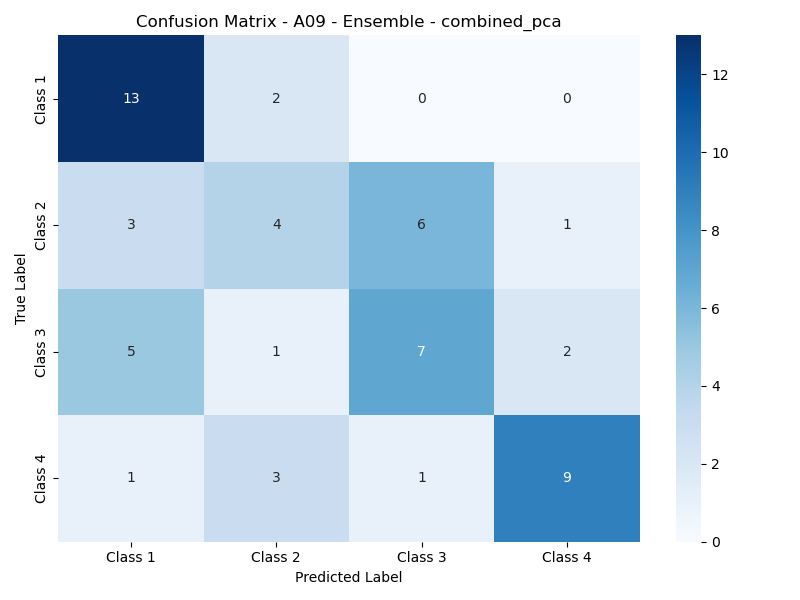 Confusion Matrix - A09 - Ensemble - combined_pca
True Label
Class 1
13 2 0 0
Class 2
3 4 6 1
Class 3
5 1 7 2
Class 4
1 3 1 9
Class 1 Class 2 Class 3 Class 4
Predicted Label
12
10
8
6
4
2
0